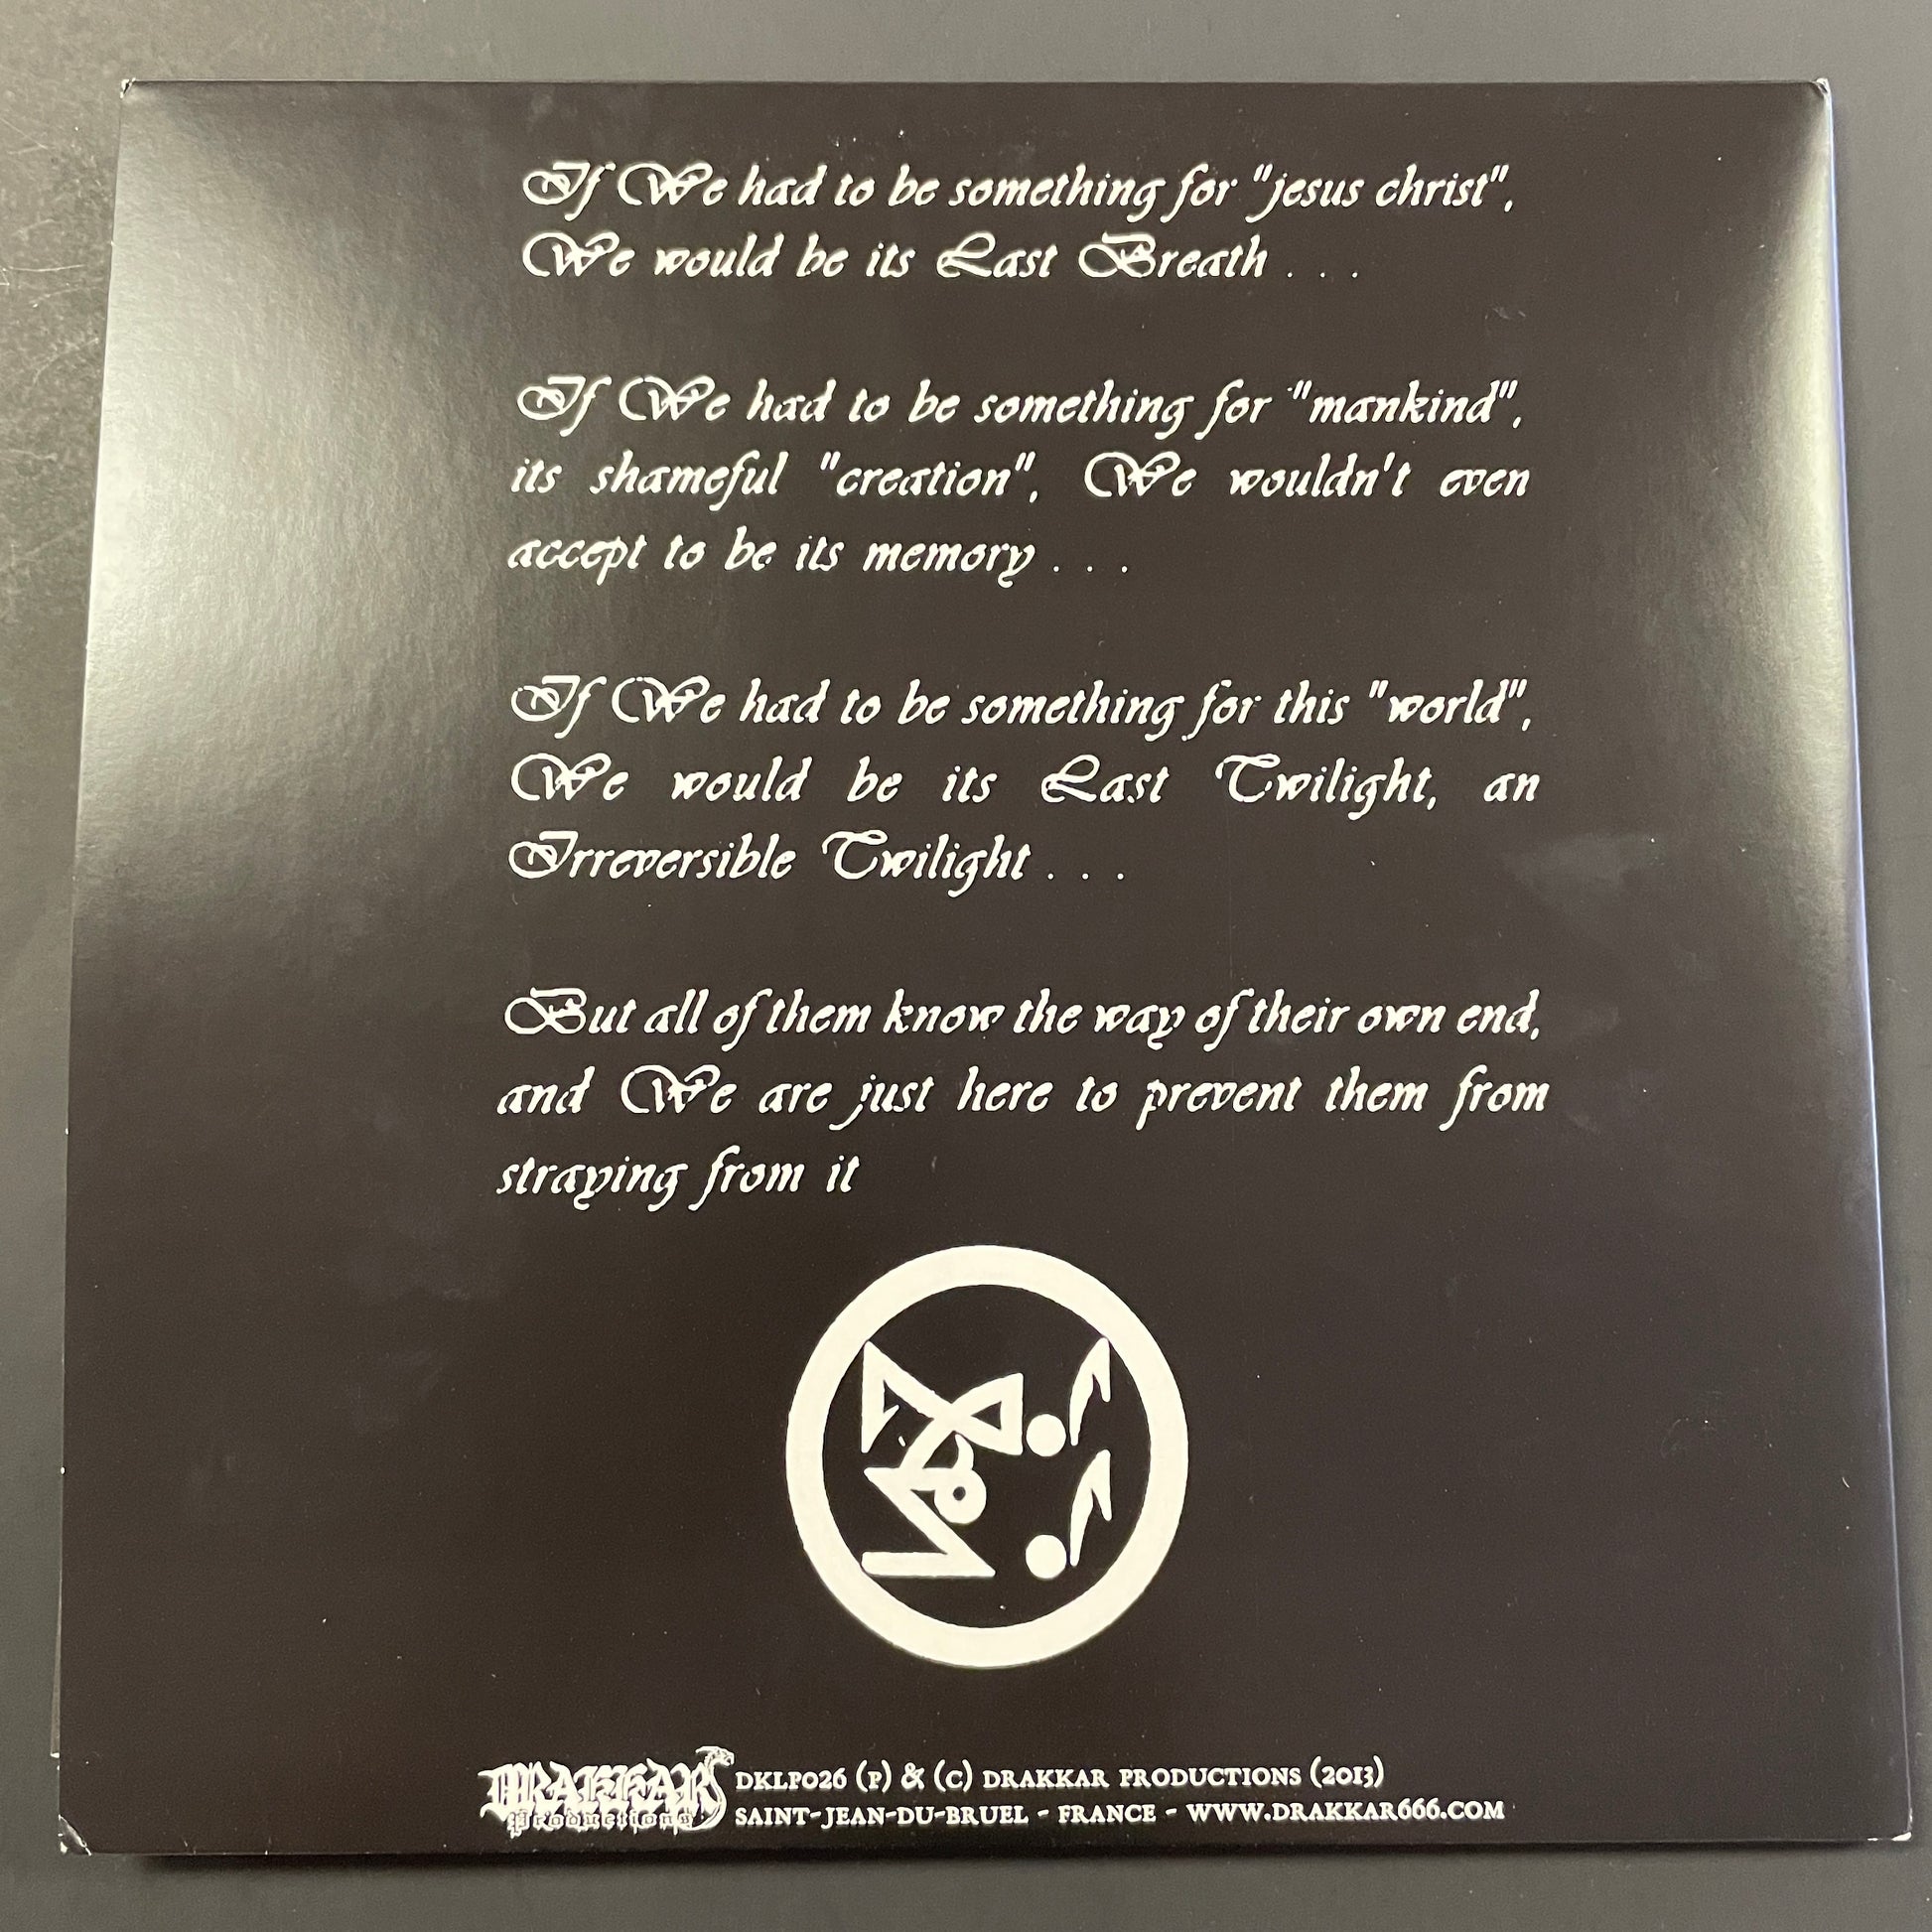 If We had to be something for "jesus christ",
We would be its Last Breath . . .
If We had to be something for "mankind",
its shameful "creation", We wouldn't even
accept to be its memory . . .
If We had to be something for this "world",
We would be its Last Twilight, an
Irreversible Twilight . . .
But all of them know the way of their own end,
and We are just here to prevent them from
straying from it
DRAKKAR
Productions
DKLP026 (P) & (C) DRAKKAR PRODUCTIONS (2013)
SAINT-JEAN-DU-BRUEL - FRANCE - WWW.DRAKKAR666.COM